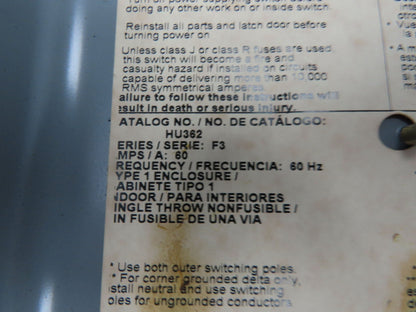 doing any other work on or inside switch.
Reinstall all parts and latch door before
turning power on
Unless class J or class R fuses are used
this switch will become a fire and
casualty hazard if installed on circuits
capable of delivering more than 10 000
RMS symmetrical amperes.
ailure to follow these instructions will
esult in death or serious injury.
ATALOG NO. / NO. DE CATÁLOGO:
HU362
ERIES / SERIE: F3
MPS / A: 60
REQUENCY / FRECUENCIA: 60 Hz
YPE 1 ENCLOSURE /
ABINETE TIPO 1
NDOOR / PARA INTERIORES
INGLE THROW NONFUSIBLE /
IN FUSIBLE DE UNA VIA
* Use both outer switching poles.
* For corner grounded delta only,
stall neutral and use switching
oles for ungrounded conductors.